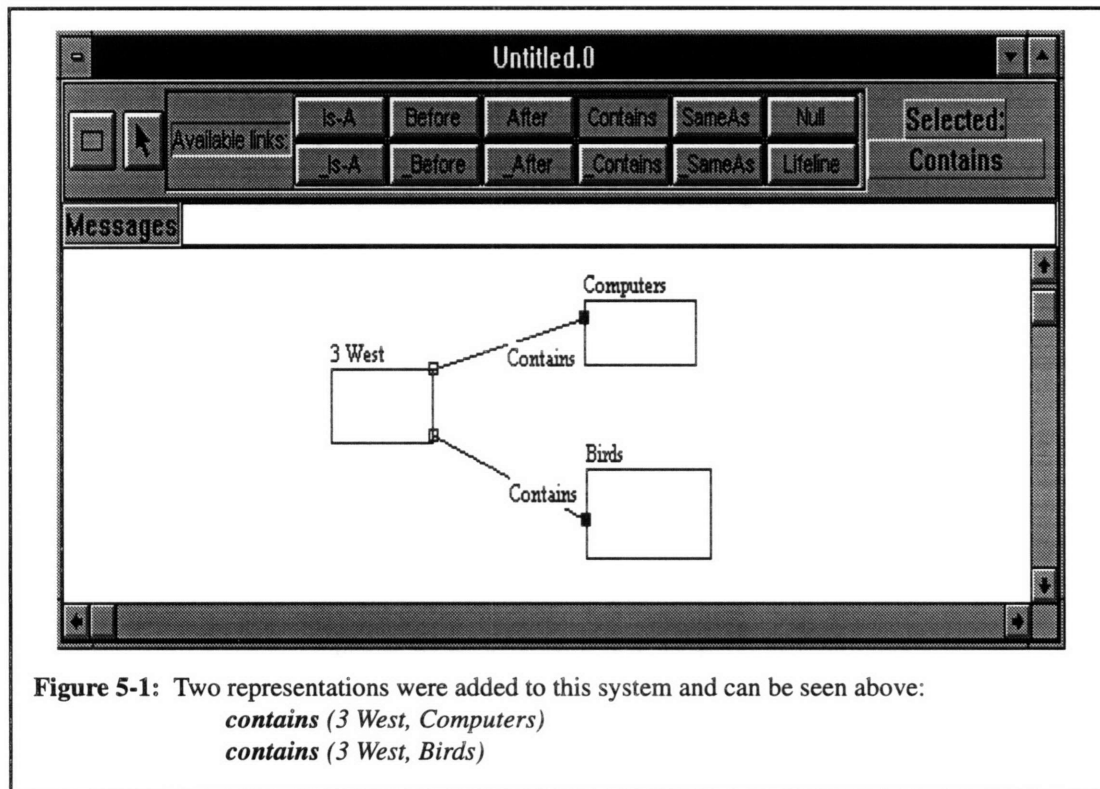 Untitled.0
Is-A Before After Contains SameAs Null
Available links:
_Is-A _Before _After _Contains _SameAs Lifeline
Selected:
Contains
Messages
Computers
Contains
3 West
Birds
Contains
Figure 5-1: Two representations were added to this system and can be seen above:
contains (3 West, Computers)
contains (3 West, Birds)